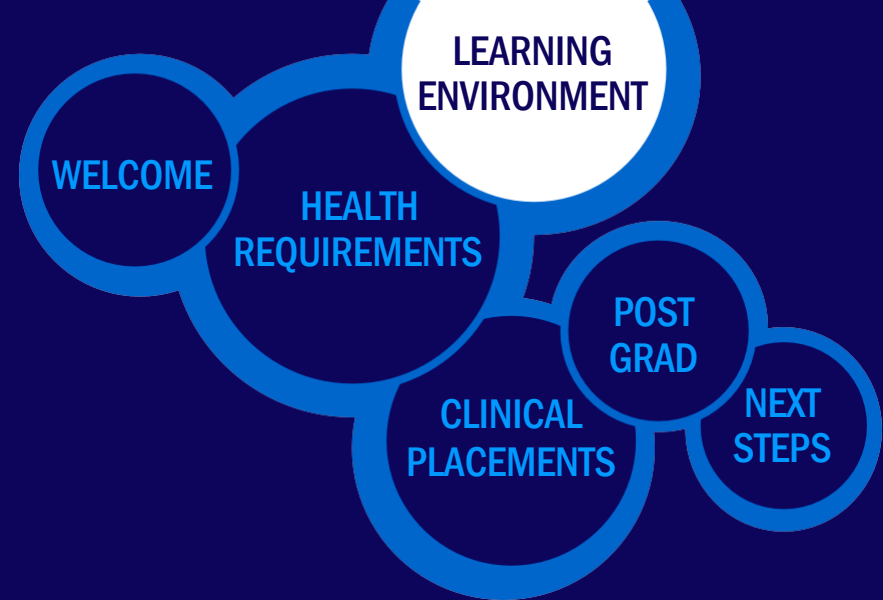 LEARNING
ENVIRONMENT
WELCOME
HEALTH
REQUIREMENTS
POST
GRAD
CLINICAL
PLACEMENTS
NEXT
STEPS